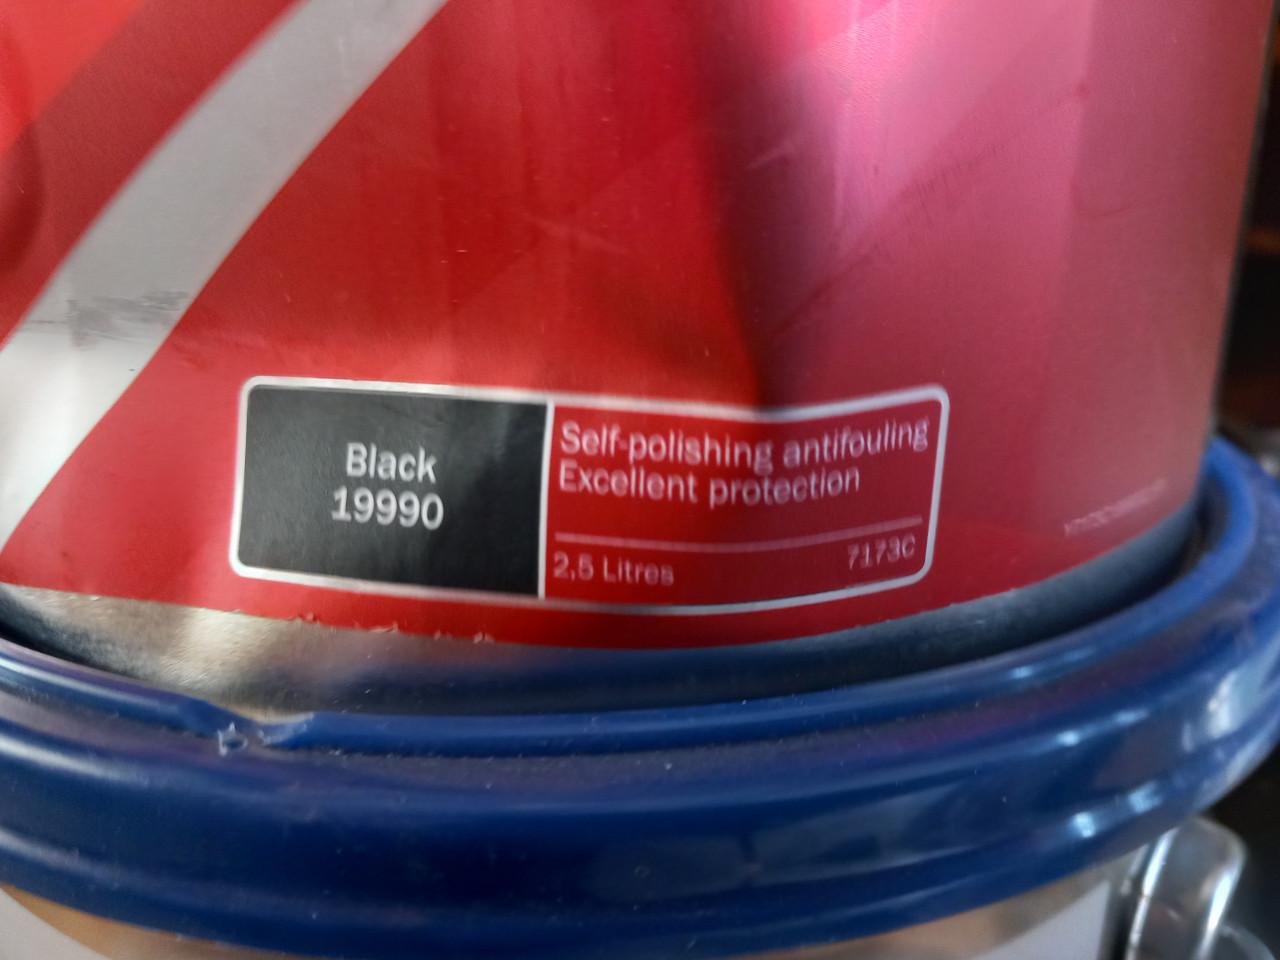 Black
19990
Self-polishing antifouling
Excellent protection
2,5 Litres
7173C